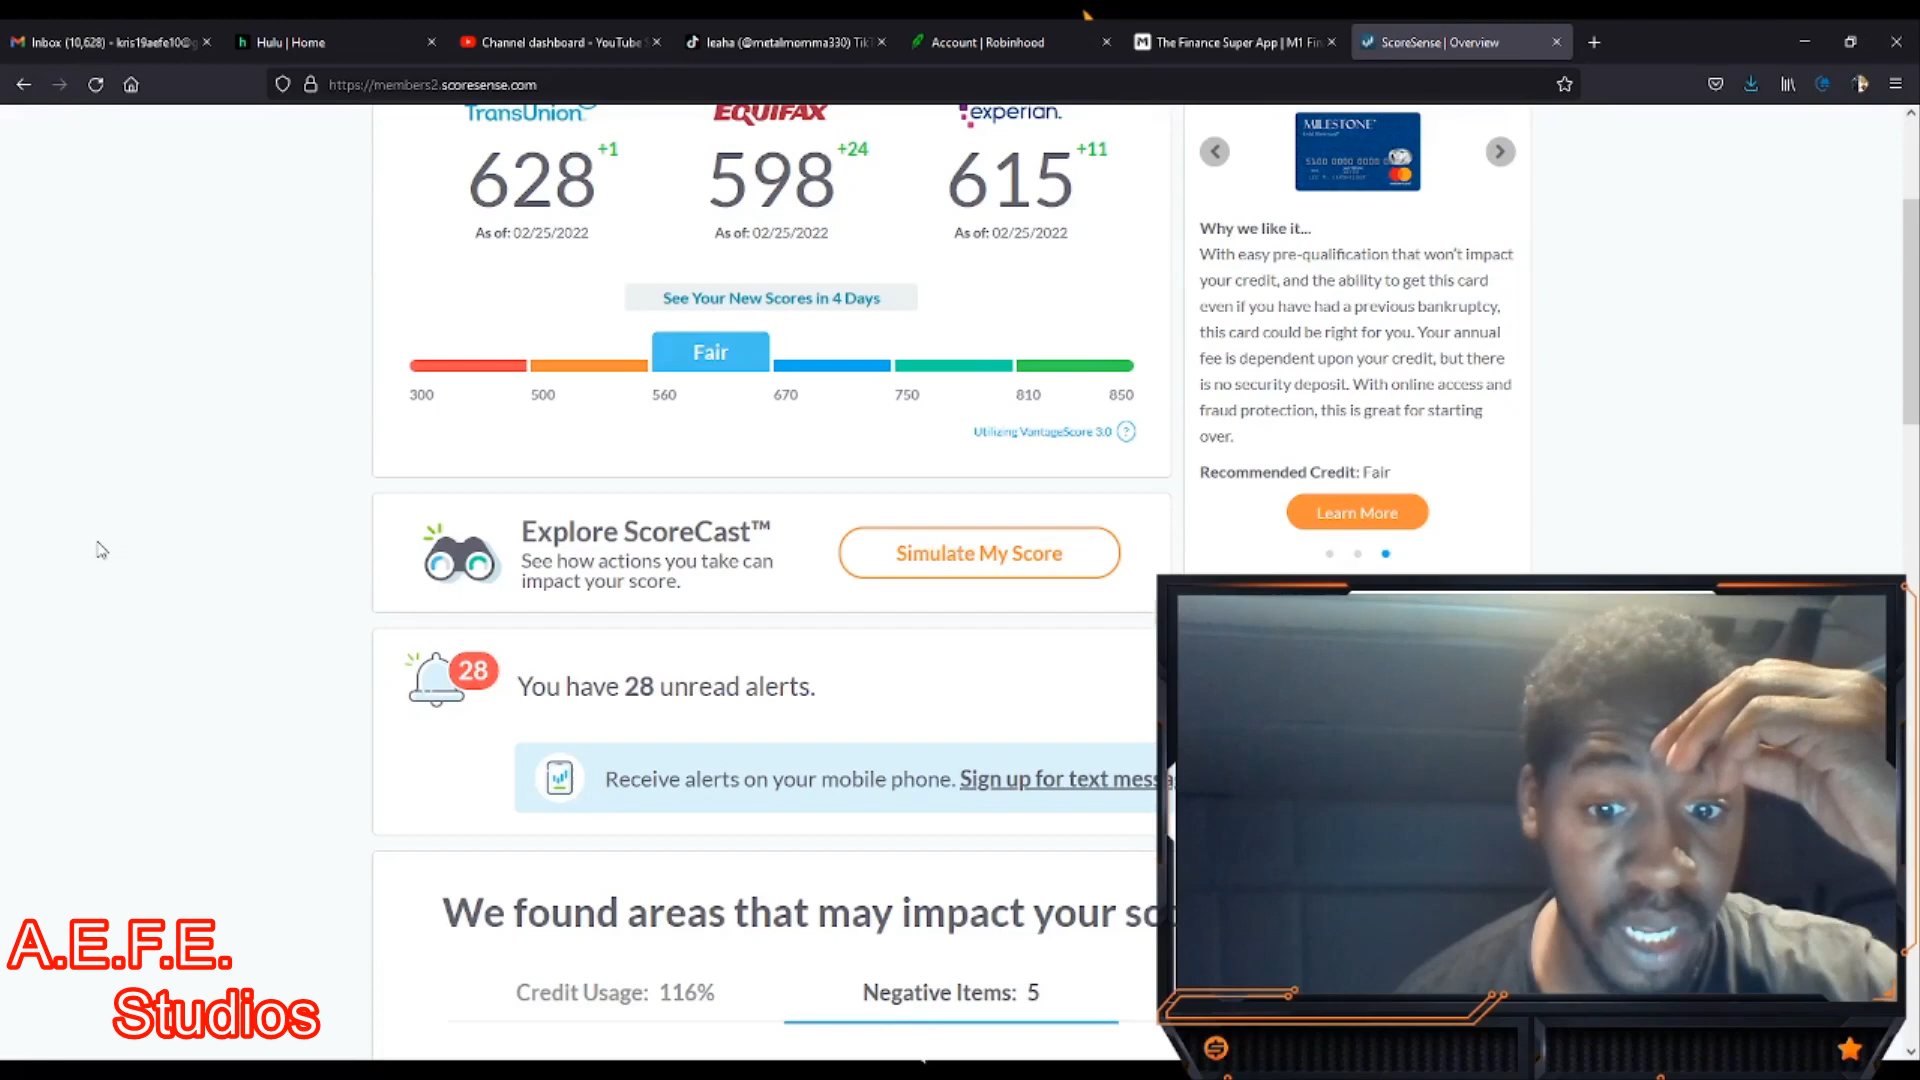 Inbox (10,628) - kris19aefe10@g
Hulu | Home
Channel dashboard - YouTube S
leaha (@metalmomma330) TikT
Account | Robinhood
The Finance Super App | M1 Fin
ScoreSense | Overview
https://members2.scoresense.com
TransUnion
EQUIFAX
experian.
628 +1
598 +24
615 +11
As of: 02/25/2022
As of: 02/25/2022
As of: 02/25/2022
See Your New Scores in 4 Days
Fair
300 500 560 670 750 810 850
Utilizing VantageScore 3.0 ?
MILESTONE
5100 0000 0000
Why we like it...
With easy pre-qualification that won't impact
your credit, and the ability to get this card
even if you have had a previous bankruptcy,
this card could be right for you. Your annual
fee is dependent upon your credit, but there
is no security deposit. With online access and
fraud protection, this is great for starting
over.
Recommended Credit: Fair
Learn More
Explore ScoreCast™
See how actions you take can
impact your score.
Simulate My Score
28
You have 28 unread alerts.
Receive alerts on your mobile phone. Sign up for text messa
We found areas that may impact your sco
Credit Usage: 116%
Negative Items: 5
A.E.F.E.
Studios